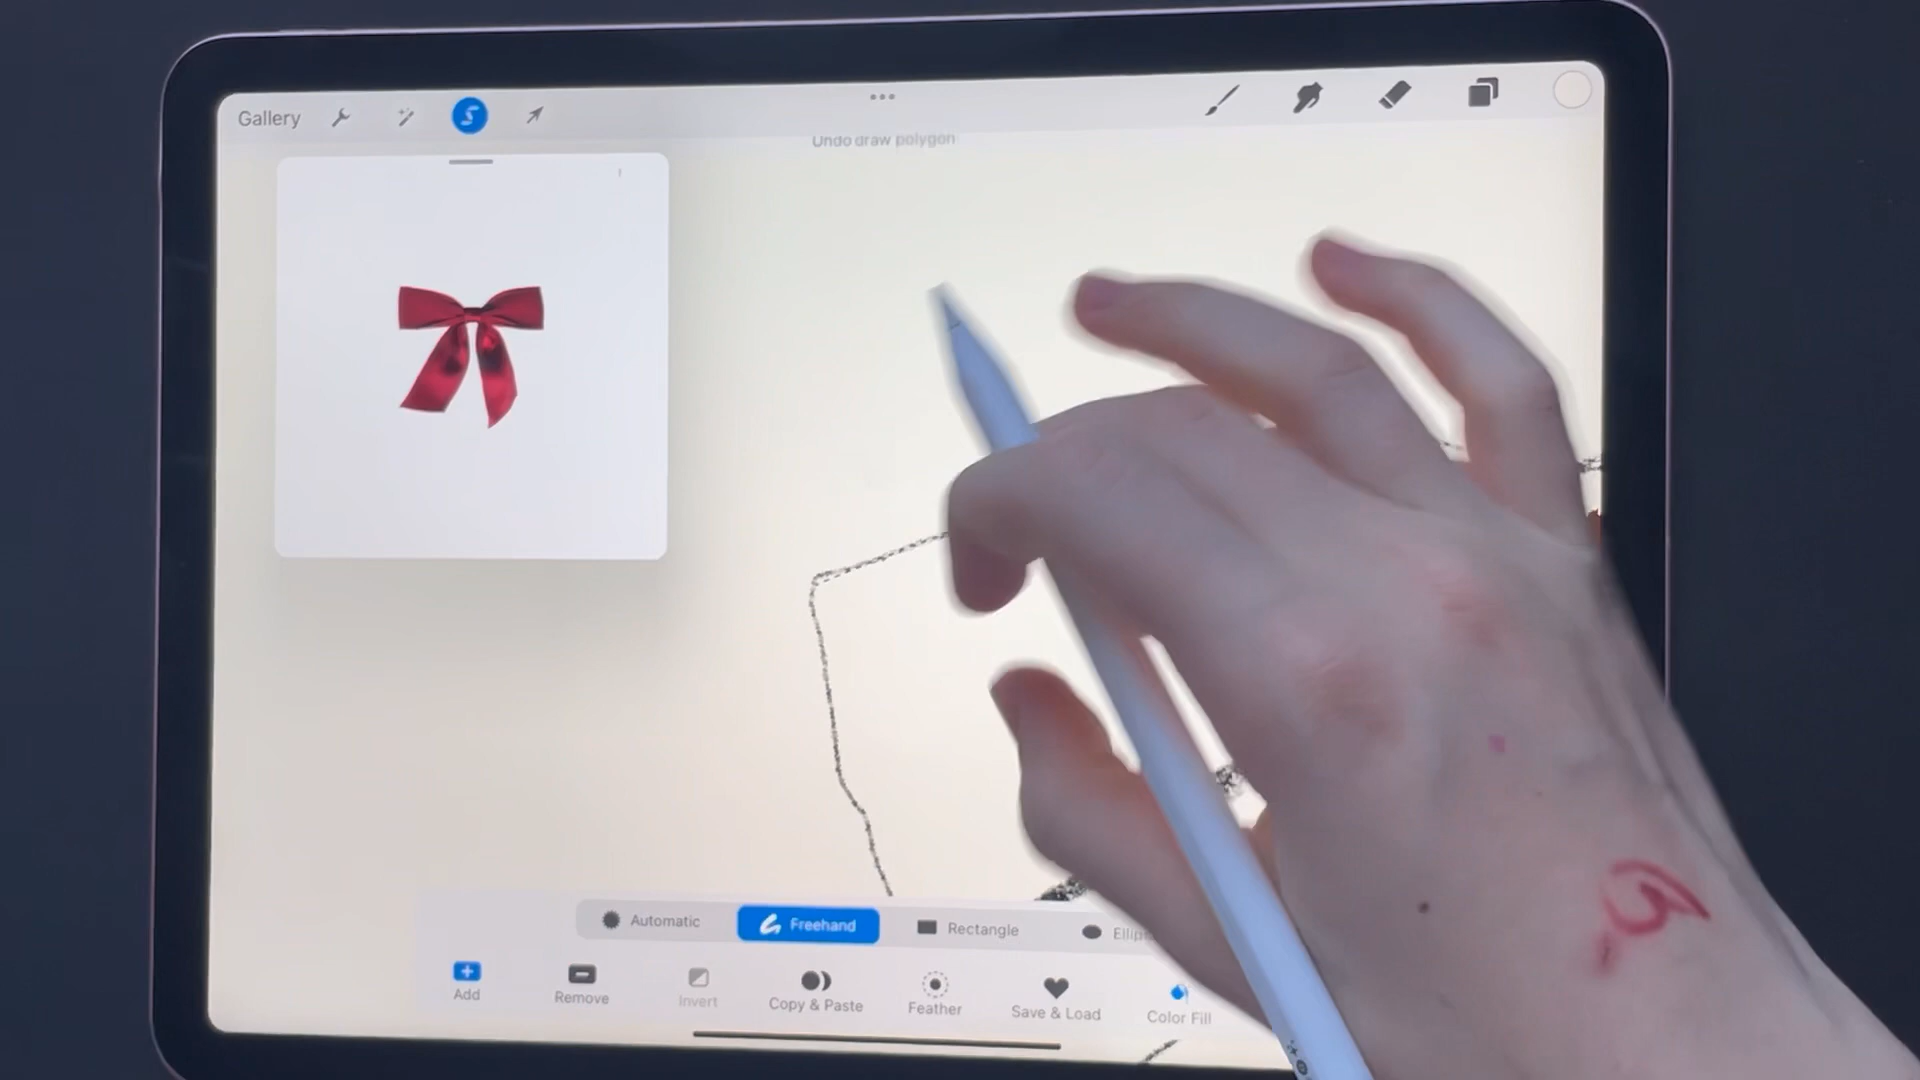 Gallery
Undo draw polygon
Automatic
Freehand
Rectangle
Add
Remove
Invert
Copy & Paste
Feather
Save & Load
Color Fill